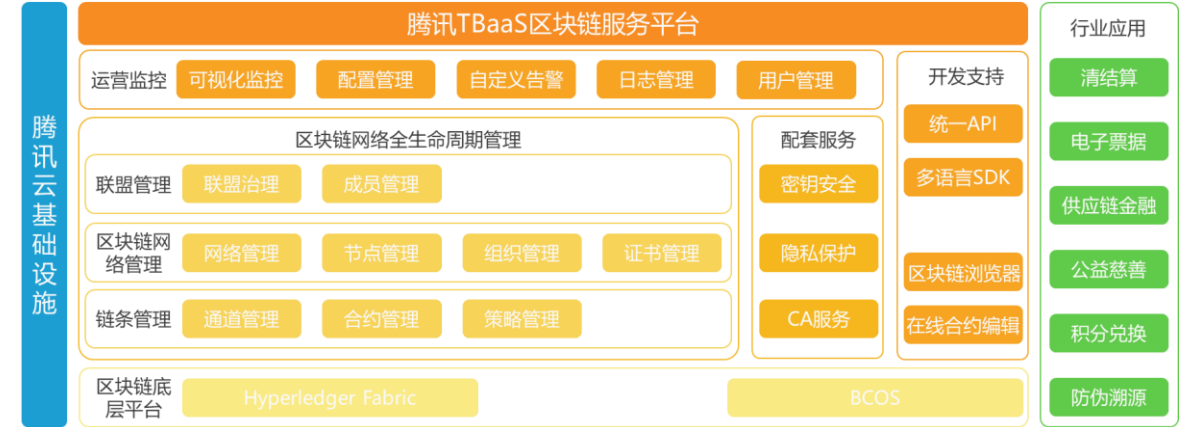 腾讯云基础设施
腾讯TBaaS区块链服务平台
运营监控 可视化监控 配置管理 自定义告警 日志管理 用户管理
区块链网络全生命周期管理
联盟管理 联盟治理 成员管理
区块链网
络管理
网络管理 节点管理 组织管理 证书管理
链条管理 通道管理 合约管理 策略管理
配套服务
密钥安全
隐私保护
CA服务
开发支持
统一API
多语言SDK
区块链浏览器
在线合约编辑
区块链底
层平台
Hyperledger Fabric BCOS
行业应用
清结算
电子票据
供应链金融
公益慈善
积分兑换
防伪溯源